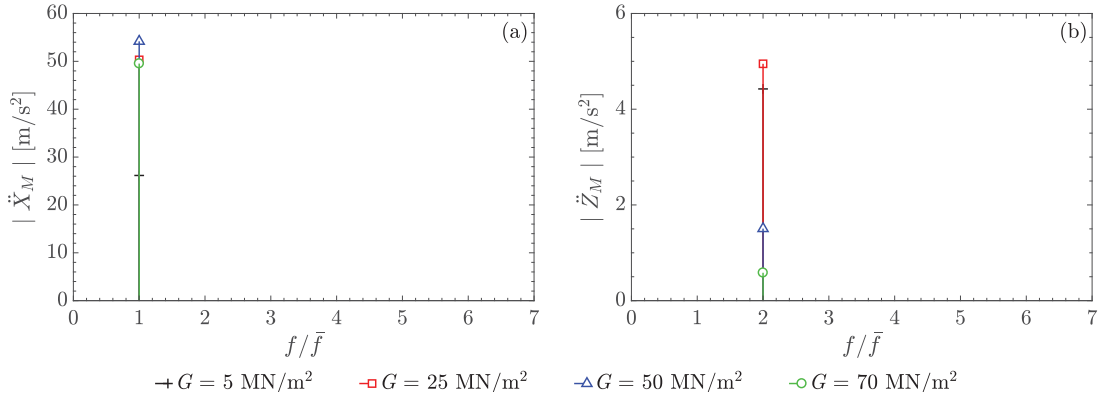 (a)
60
50
40
30
20
10
0
0 1 2 3 4 5 6 7
| Ẍ_M | [m/s²]
f/f̄
(b)
6
4
2
0
0 1 2 3 4 5 6 7
| Z̈_M | [m/s²]
f/f̄
G = 5 MN/m² G = 25 MN/m² G = 50 MN/m² G = 70 MN/m²